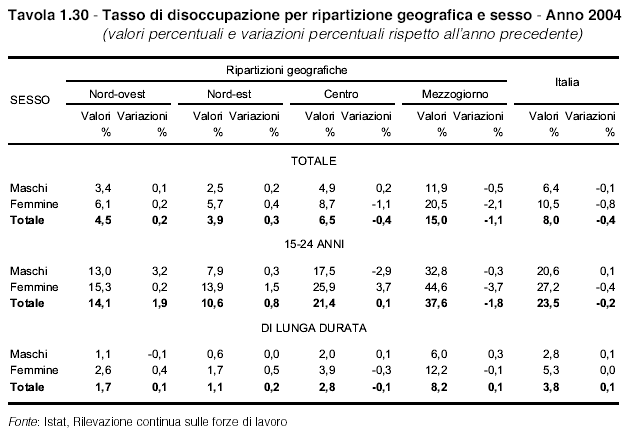 Tavola 1.30 - Tasso di disoccupazione per ripartizione geografica e sesso - Anno 2004
(valori percentuali e variazioni percentuali rispetto all'anno precedente)
SESSO Ripartizioni geografiche Italia
Nord-ovest Nord-est Centro Mezzogiorno
Valori Variazioni Valori Variazioni Valori Variazioni Valori Variazioni Valori Variazioni
% % % % % % % % % %
TOTALE
Maschi 3,4 0,1 2,5 0,2 4,9 0,2 11,9 -0,5 6,4 -0,1
Femmine 6,1 0,2 5,7 0,4 8,7 -1,1 20,5 -2,1 10,5 -0,8
Totale 4,5 0,2 3,9 0,3 6,5 -0,4 15,0 -1,1 8,0 -0,4
15-24 ANNI
Maschi 13,0 3,2 7,9 0,3 17,5 -2,9 32,8 -0,3 20,6 0,1
Femmine 15,3 0,2 13,9 1,5 25,9 3,7 44,6 -3,7 27,2 -0,4
Totale 14,1 1,9 10,6 0,8 21,4 0,1 37,6 -1,8 23,5 -0,2
DI LUNGA DURATA
Maschi 1,1 -0,1 0,6 0,0 2,0 0,1 6,0 0,3 2,8 0,1
Femmine 2,6 0,4 1,7 0,5 3,9 -0,3 12,2 -0,1 5,3 0,0
Totale 1,7 0,1 1,1 0,2 2,8 -0,1 8,2 0,1 3,8 0,1
Fonte: Istat, Rilevazione continua sulle forze di lavoro